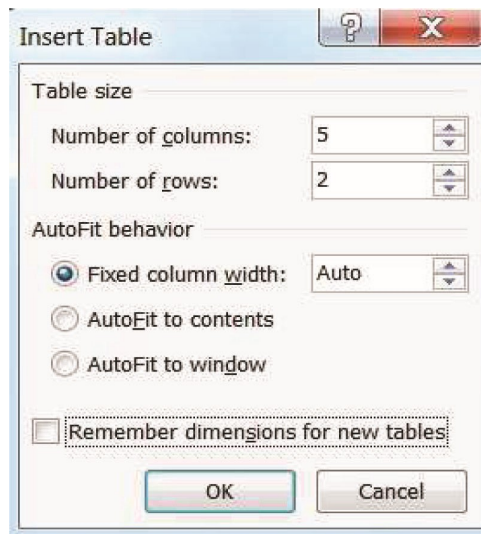 Insert Table
Table size
Number of columns: 5
Number of rows: 2
AutoFit behavior
Fixed column width: Auto
AutoFit to contents
AutoFit to window
Remember dimensions for new tables
OK Cancel